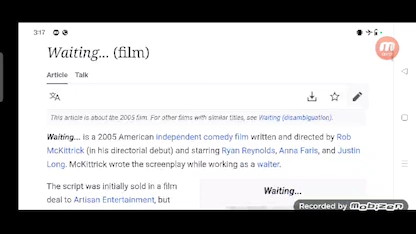 3:17
Waiting... (film)
Article Talk
This article is about the 2005 film. For other films with similar titles, see Waiting (disambiguation).
Waiting... is a 2005 American independent comedy film written and directed by Rob
McKittrick (in his directorial debut) and starring Ryan Reynolds, Anna Faris, and Justin
Long. McKittrick wrote the screenplay while working as a waiter.
The script was initially sold in a film
deal to Artisan Entertainment, but
Waiting...
Recorded by mobizen